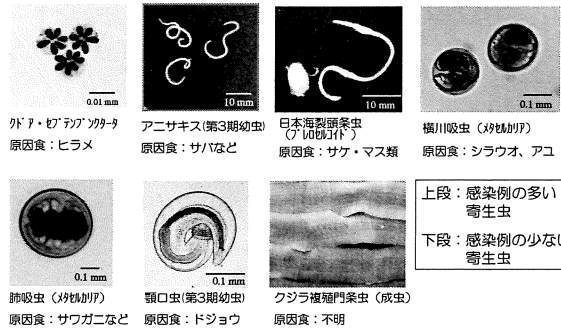 0.01 mm
10 mm
10 mm
0.1 mm
クドア・セプテンプンクタータ
原因食：ヒラメ
アニサキス(第3期幼虫)
原因食：サバなど
日本海裂頭条虫
（プレロセルコイド）
原因食：サケ・マス類
横川吸虫（メタセルカリア）
原因食：シラウオ、アユ
0.1 mm
0.1 mm
肺吸虫（メタセルカリア）
原因食：サワガニなど
顎口虫(第3期幼虫)
原因食：ドジョウ
クジラ複殖門条虫（成虫）
原因食：不明
上段：感染例の多い
寄生虫
下段：感染例の少ない
寄生虫